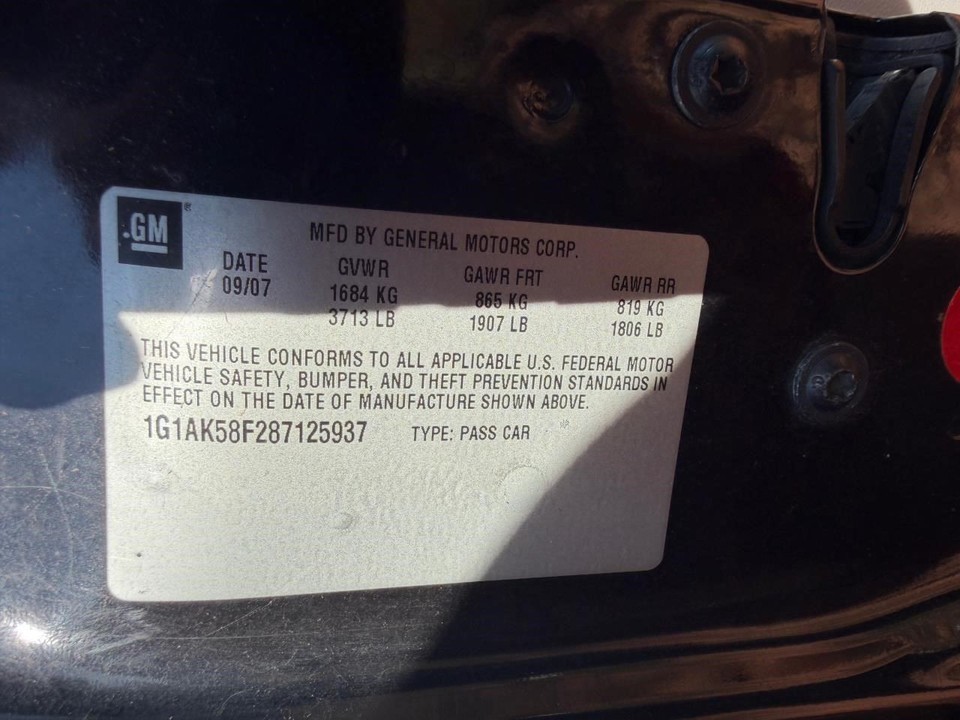 GM®
MFD BY GENERAL MOTORS CORP.
DATE GVWR GAWR FRT GAWR RR
09/07 1684 KG 865 KG 819 KG
3713 LB 1907 LB 1806 LB
THIS VEHICLE CONFORMS TO ALL APPLICABLE U.S. FEDERAL MOTOR
VEHICLE SAFETY, BUMPER, AND THEFT PREVENTION STANDARDS IN
EFFECT ON THE DATE OF MANUFACTURE SHOWN ABOVE.
1G1AK58F287125937 TYPE: PASS CAR